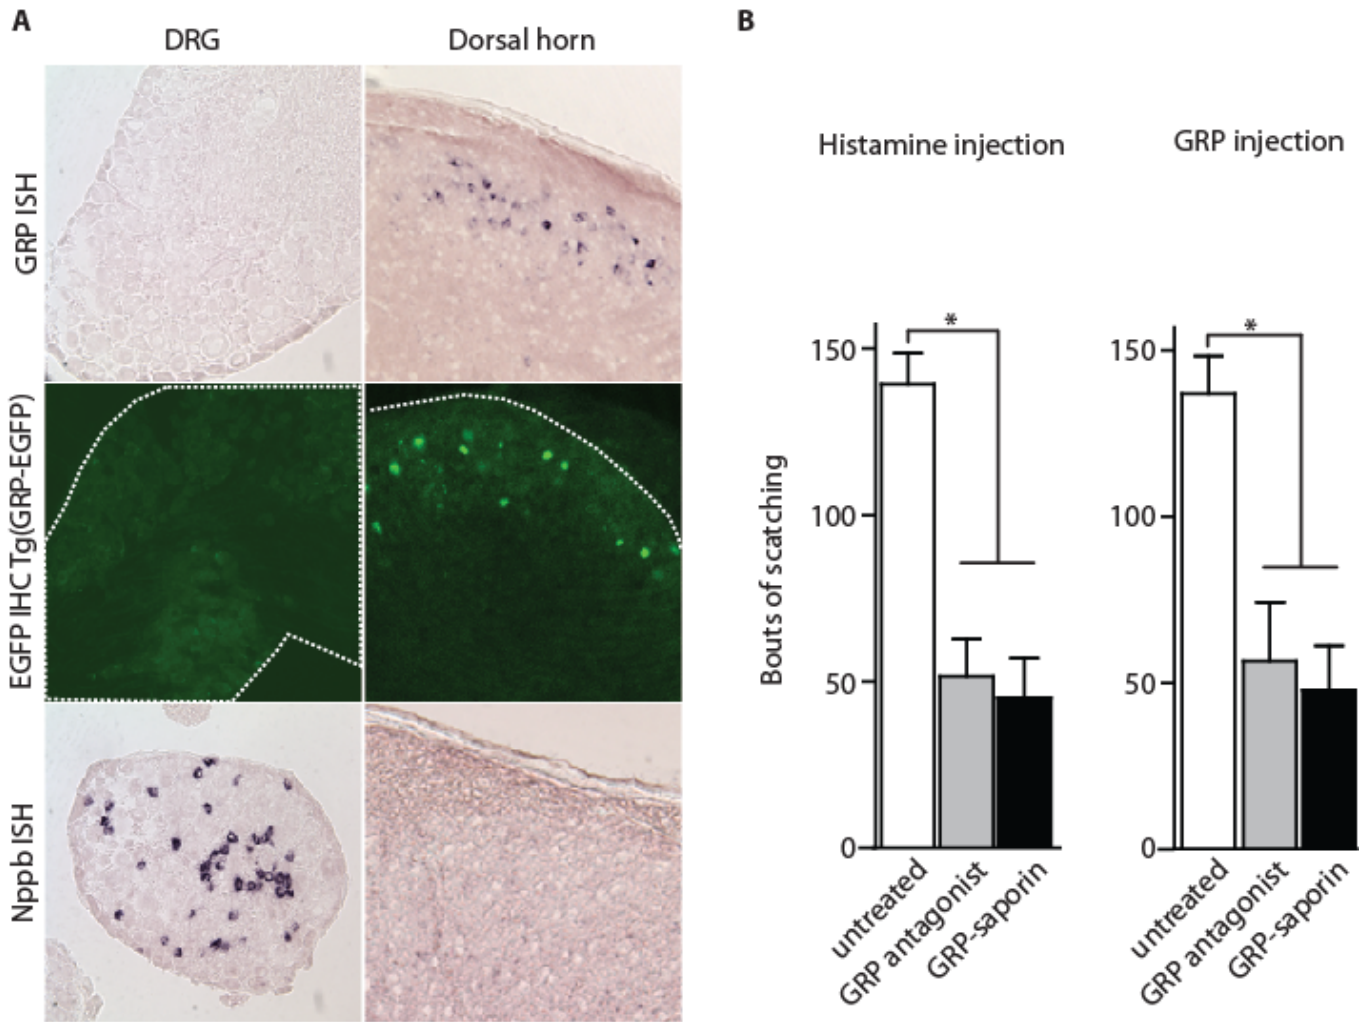 A
DRG
Dorsal horn
GRP ISH
EGFP IHC Tg(GRP-EGFP)
Nppb ISH
B
Histamine injection
GRP injection
Bouts of scatching
150
100
50
0
*
untreated
GRP antagonist
GRP-saporin
150
100
50
0
*
untreated
GRP antagonist
GRP-saporin